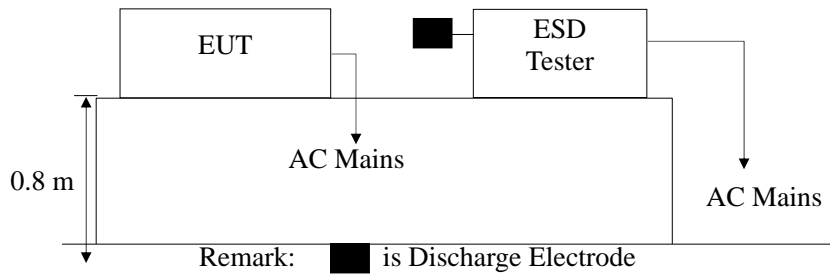 EUT
ESD
Tester
AC Mains
0.8 m
AC Mains
Remark: is Discharge Electrode